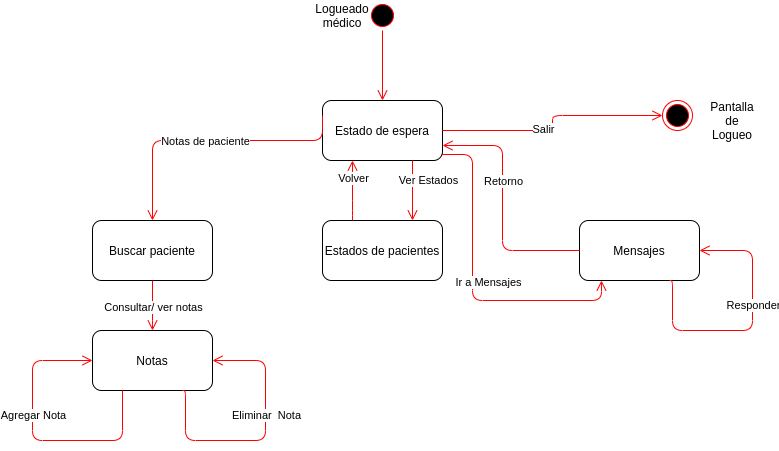 Logueado
médico
Pantalla
de
Logueo
Estado de espera
Salir
Notas de paciente
Volver
Ver Estados
Retorno
Buscar paciente
Estados de pacientes
Mensajes
Ir a Mensajes
Consultar/ ver notas
Responder
Notas
Agregar Nota
Eliminar  Nota